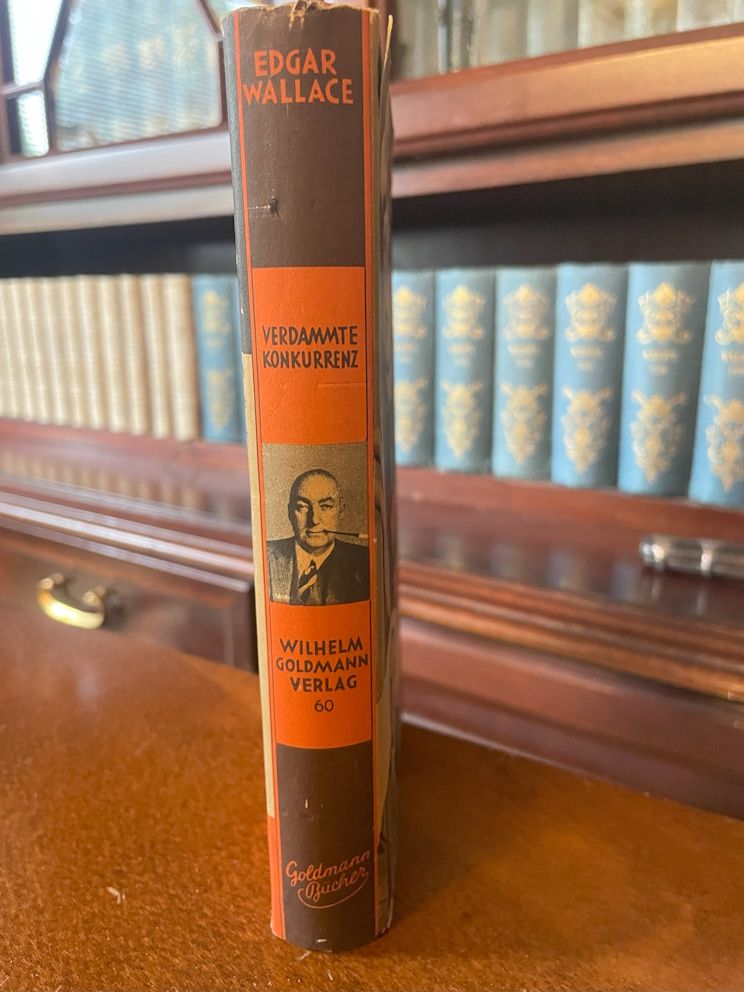 EDGAR
WALLACE
VERDAMMTE
KONKURRENZ
WILHELM
GOLDMANN
VERLAG
60
Goldmann
Bücher